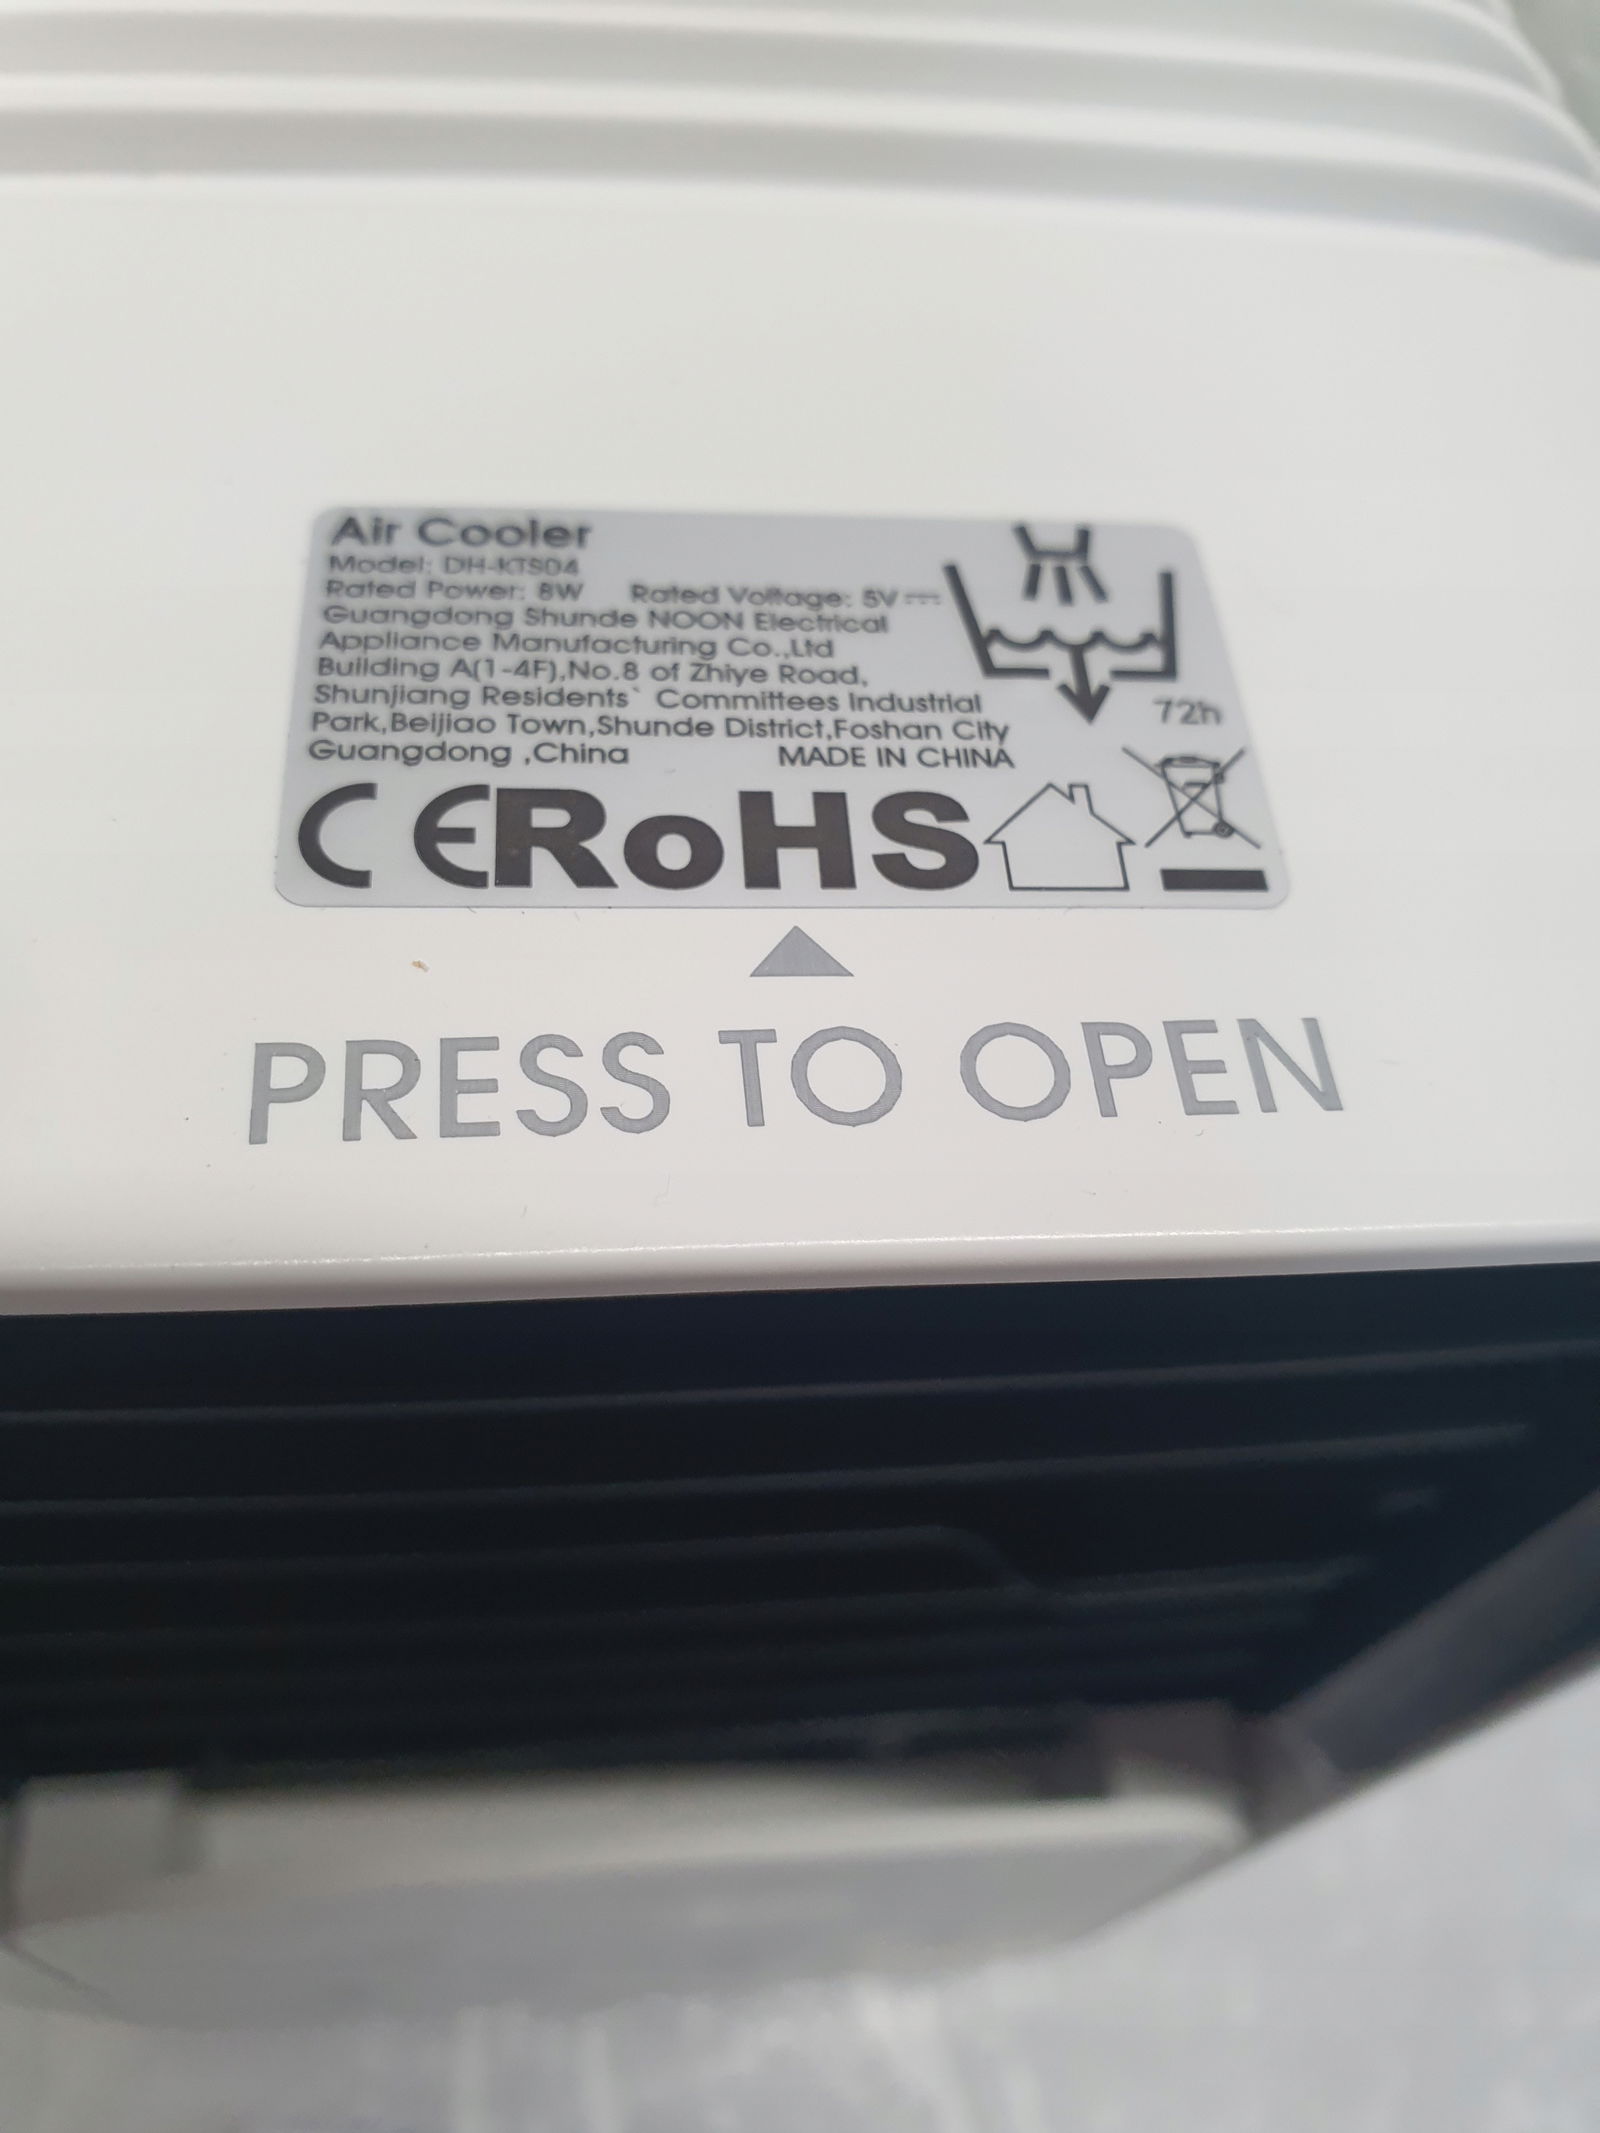 Air Cooler
Model: DH-KTS04
Rated Power: 8W Rated Voltage: 5V⎓
Guangdong Shunde NOON Electrical
Appliance Manufacturing Co.,Ltd
Building A(1-4F),No.8 of Zhiye Road,
Shunjiang Residents` Committees Industrial
Park,Beijiao Town,Shunde District,Foshan City
Guangdong ,China MADE IN CHINA
72h
CE RoHS
PRESS TO OPEN